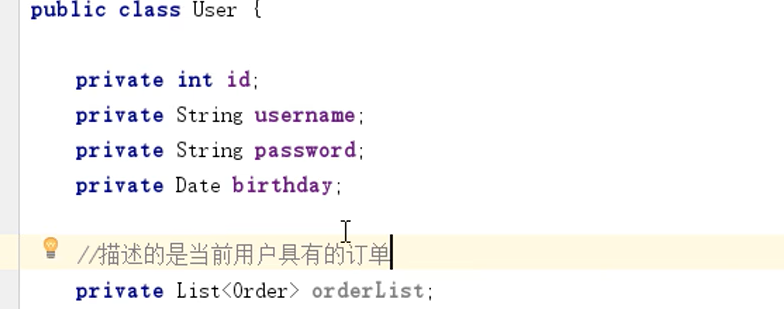 public class User {
private int id;
private String username;
private String password;
private Date birthday;
//描述的是当前用户具有的订单
private List<Order> orderList;